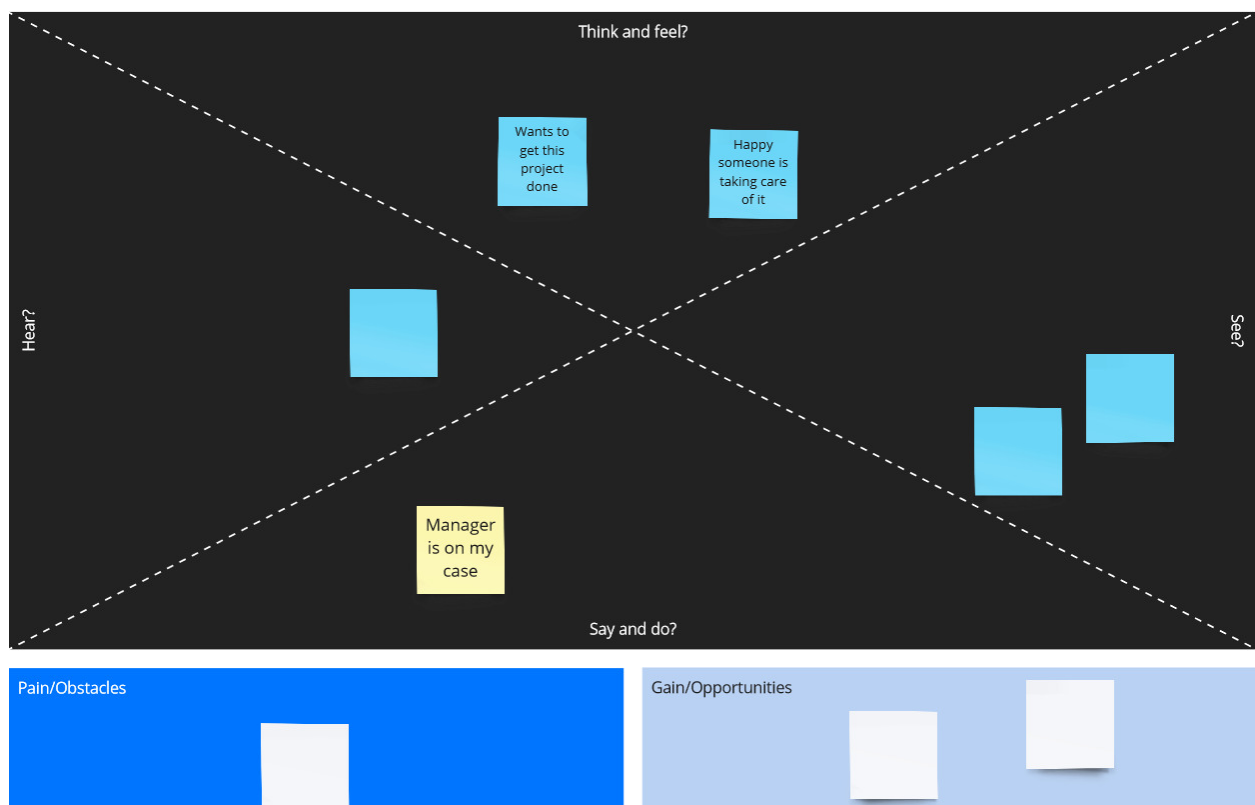 Think and feel?
Wants to
get this
project
done
Happy
someone is
taking care
of it
Hear?
See?
Manager
is on my
case
Say and do?
Pain/Obstacles
Gain/Opportunities